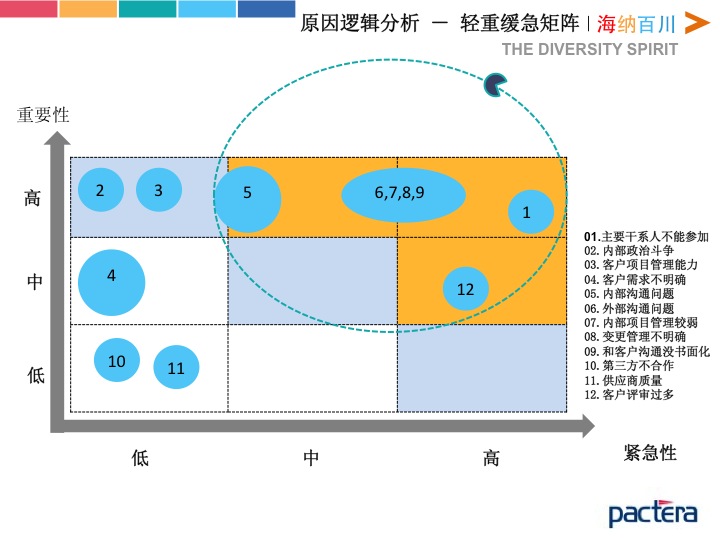 原因逻辑分析 － 轻重缓急矩阵 | 海纳百川
THE DIVERSITY SPIRIT
重要性
高
2
3
5
6,7,8,9
1
中
4
12
低
10
11
低
中
高
紧急性
01.主要干系人不能参加
02.内部政治斗争
03.客户项目管理能力
04.客户需求不明确
05.内部沟通问题
06.外部沟通问题
07.内部项目管理较弱
08.变更管理不明确
09.和客户沟通没书面化
10.第三方不合作
11.供应商质量
12.客户评审过多
pactera